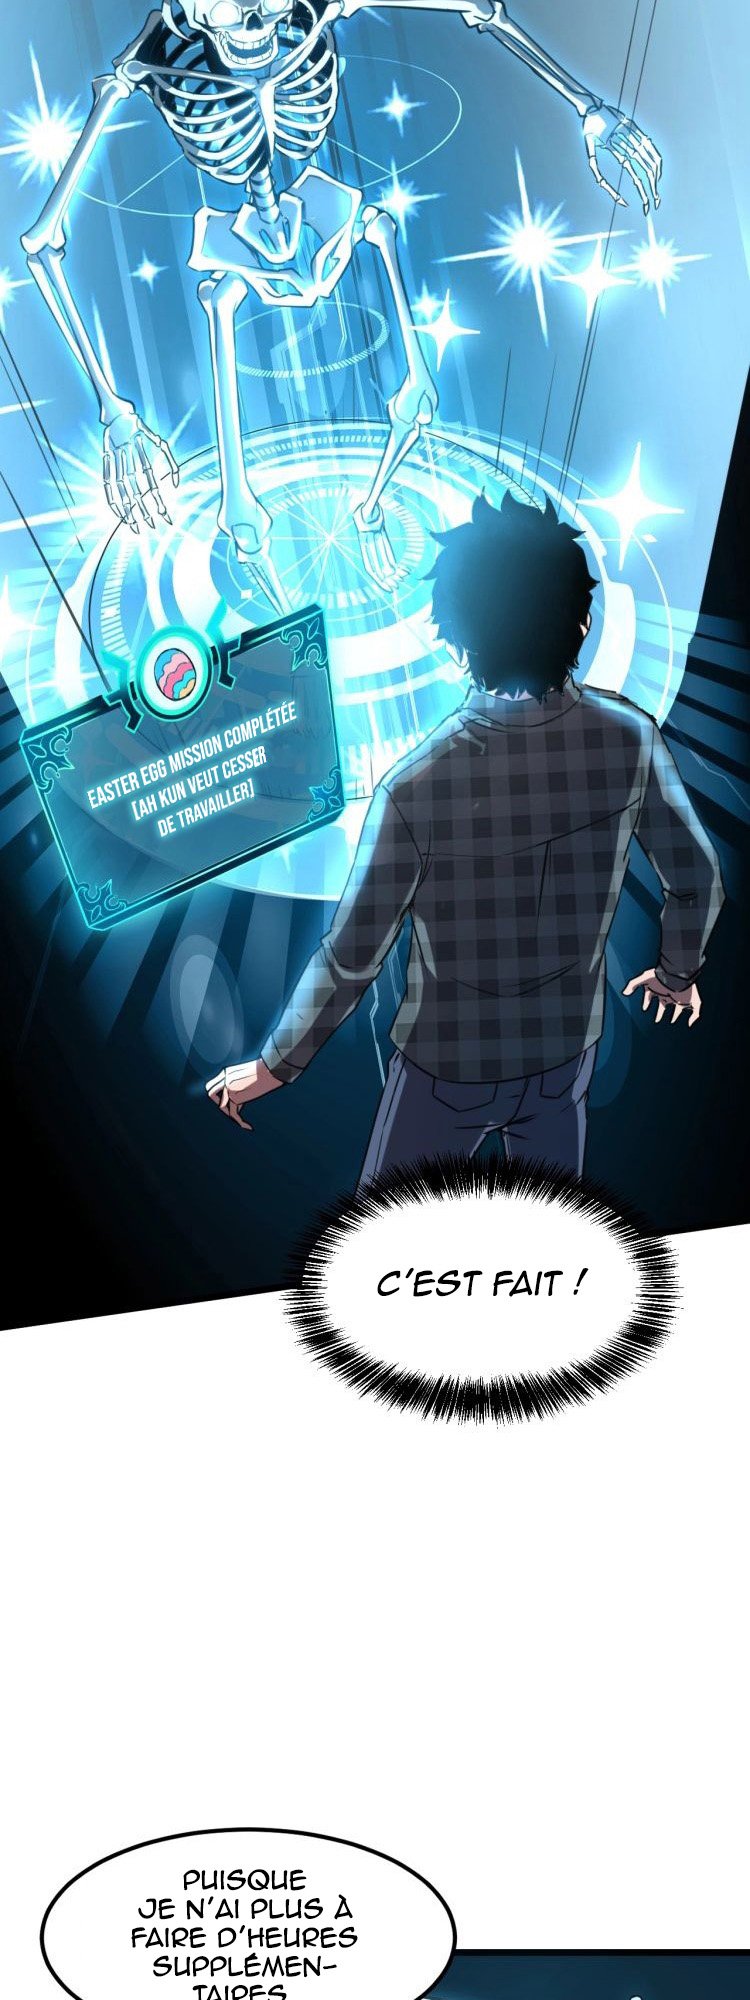 EASTER EGG MISSION COMPLÉTÉE
[AH KUN VEUT CESSER
DE TRAVAILLER]
C'EST FAIT !
PUISQUE
JE N'AI PLUS À
FAIRE D'HEURES
SUPPLÉMEN-
TAIRES